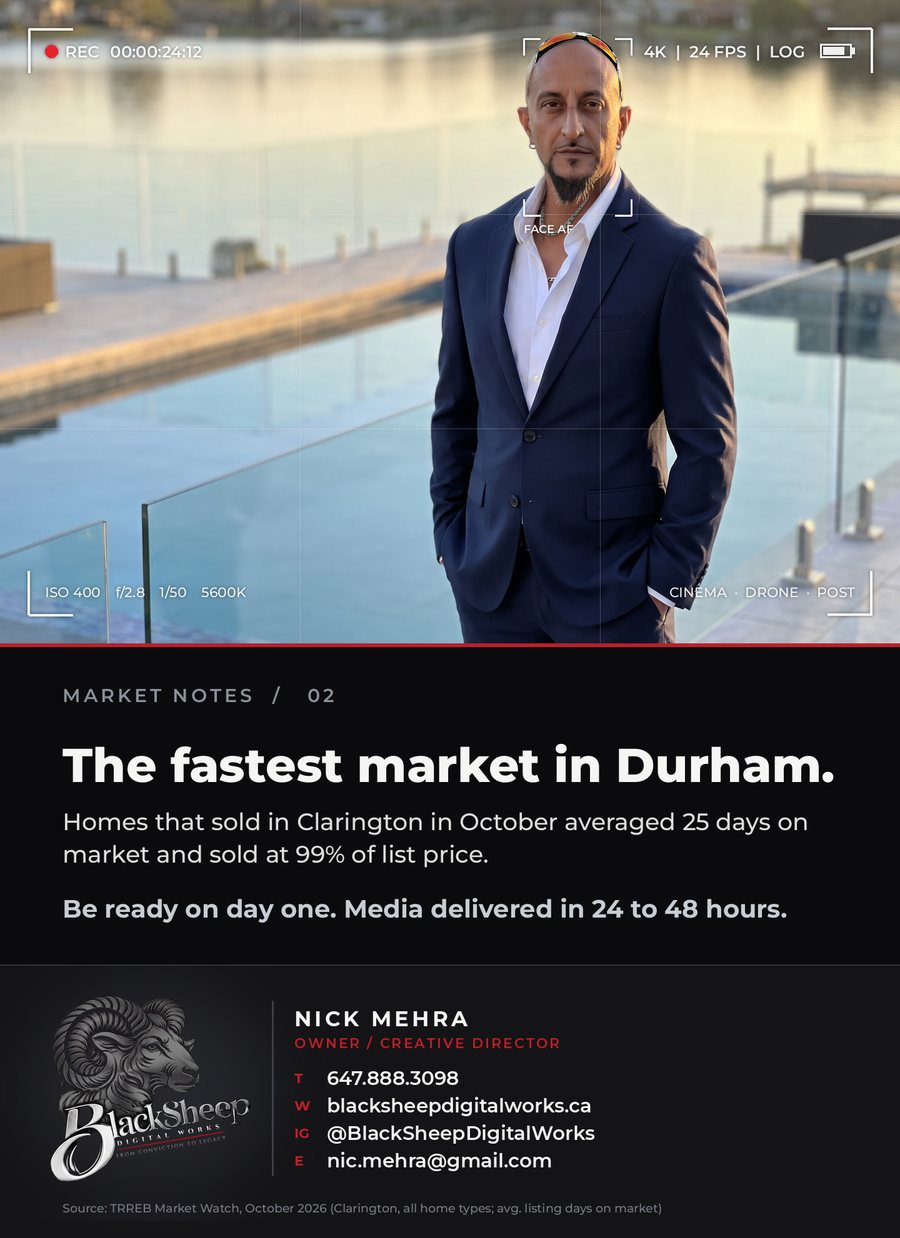 REC 00:00:24:12
4K | 24 FPS | LOG
FACE AF
ISO 400 f/2.8 1/50 5600K
CINEMA · DRONE · POST
MARKET NOTES / 02
The fastest market in Durham.
Homes that sold in Clarington in October averaged 25 days on
market and sold at 99% of list price.
Be ready on day one. Media delivered in 24 to 48 hours.
BlackSheep
DIGITAL WORKS
FROM CONVICTION TO LEGACY
NICK MEHRA
OWNER / CREATIVE DIRECTOR
T 647.888.3098
W blacksheepdigitalworks.ca
IG @BlackSheepDigitalWorks
E nic.mehra@gmail.com
Source: TRREB Market Watch, October 2026 (Clarington, all home types; avg. listing days on market)